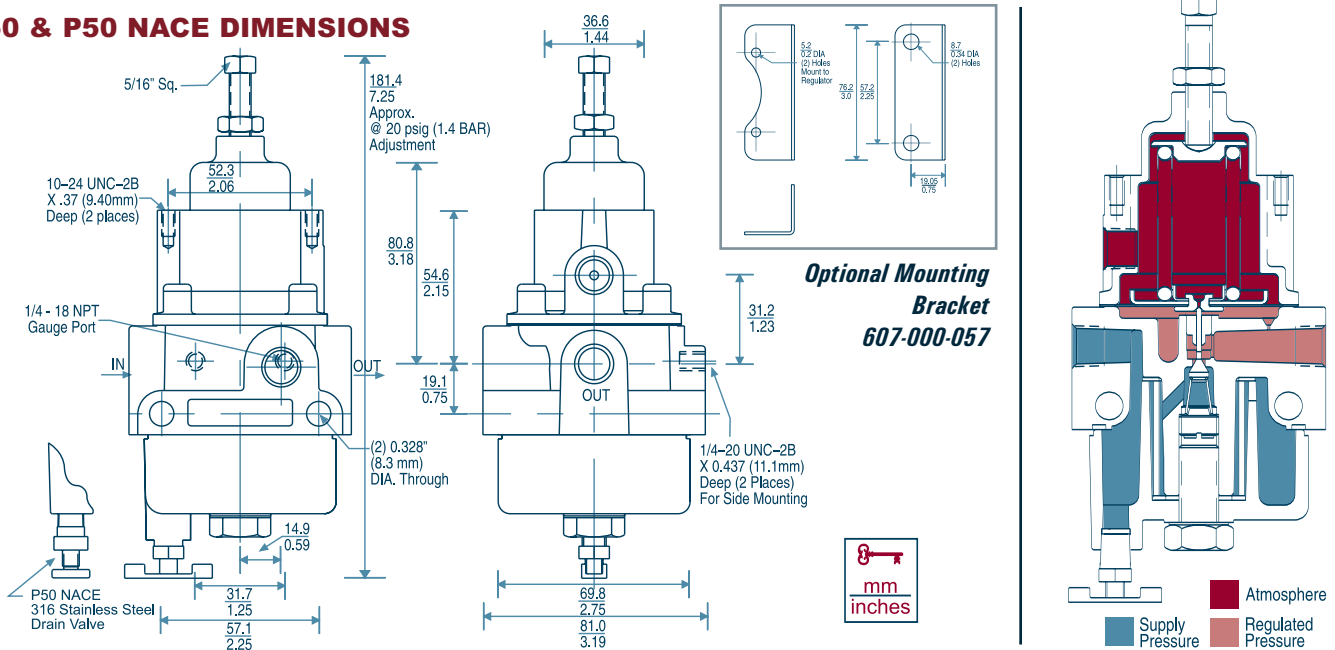 50 & P50 NACE DIMENSIONS
5/16" Sq.
181.4
7.25
Approx.
@ 20 psig (1.4 BAR)
Adjustment
52.3
2.06
10–24 UNC–2B
X .37 (9.40mm)
Deep (2 places)
1/4 - 18 NPT
Gauge Port
IN
OUT
(2) 0.328"
(8.3 mm)
DIA. Through
14.9
0.59
P50 NACE
316 Stainless Steel
Drain Valve
31.7
1.25
57.1
2.25
36.6
1.44
80.8
3.18
54.6
2.15
19.1
0.75
OUT
31.2
1.23
1/4–20 UNC–2B
X 0.437 (11.1mm)
Deep (2 Places)
For Side Mounting
69.8
2.75
81.0
3.19
5.2
0.2 DIA
(2) Holes
Mount to
Regulator
76.2
3.0
57.2
2.25
8.7
0.34 DIA
(2) Holes
19.05
0.75
Optional Mounting
Bracket
607-000-057
mm
inches
Atmosphere
Supply
Pressure
Regulated
Pressure